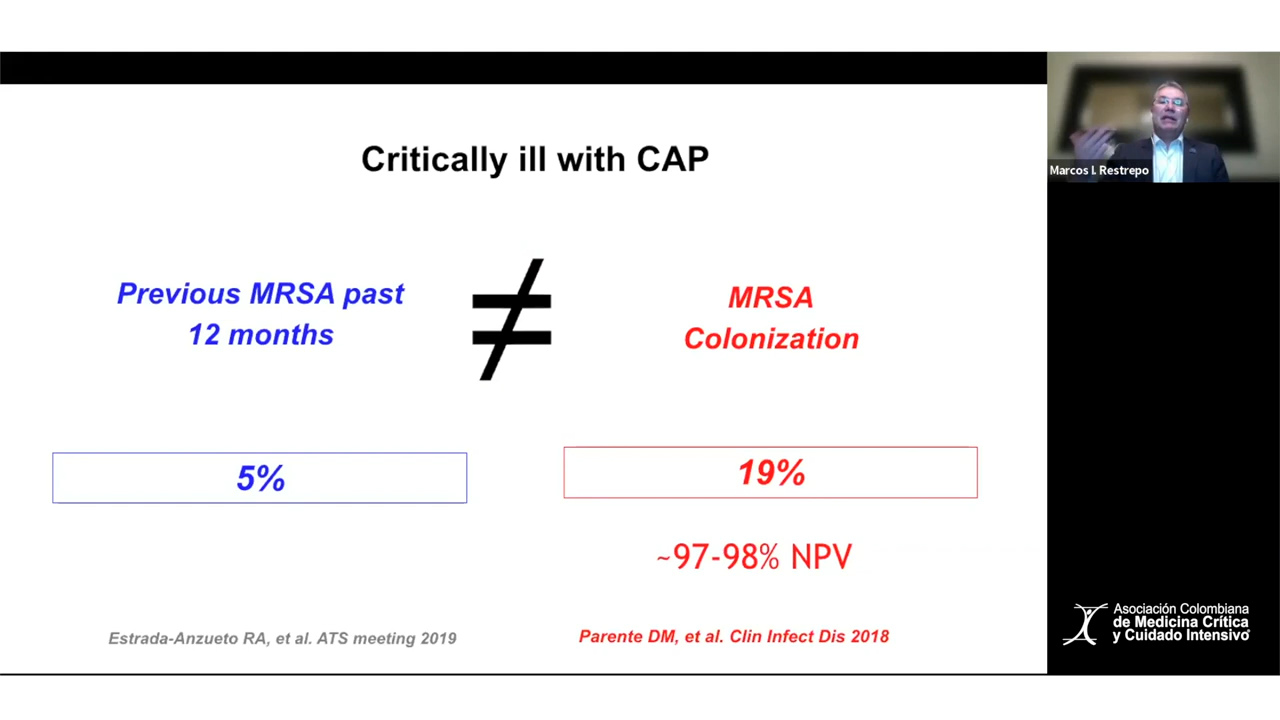 Critically ill with CAP
Marcos I. Restrepo
Previous MRSA past
12 months
≠
MRSA
Colonization
5%
19%
~97-98% NPV
Estrada-Anzueto RA, et al. ATS meeting 2019
Parente DM, et al. Clin Infect Dis 2018
Asociación Colombiana
de Medicina Crítica
y Cuidado Intensivo